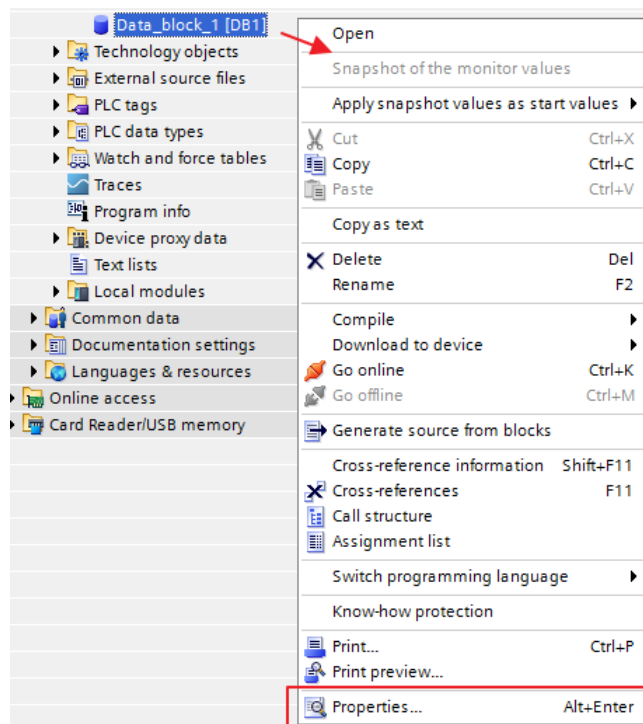 Data_block_1 [DB1]
Technology objects
External source files
PLC tags
PLC data types
Watch and force tables
Traces
Program info
Device proxy data
Text lists
Local modules
Common data
Documentation settings
Languages & resources
Online access
Card Reader/USB memory
Open
Snapshot of the monitor values
Apply snapshot values as start values
Cut Ctrl+X
Copy Ctrl+C
Paste Ctrl+V
Copy as text
Delete Del
Rename F2
Compile
Download to device
Go online Ctrl+K
Go offline Ctrl+M
Generate source from blocks
Cross-reference information Shift+F11
Cross-references F11
Call structure
Assignment list
Switch programming language
Know-how protection
Print... Ctrl+P
Print preview...
Properties... Alt+Enter